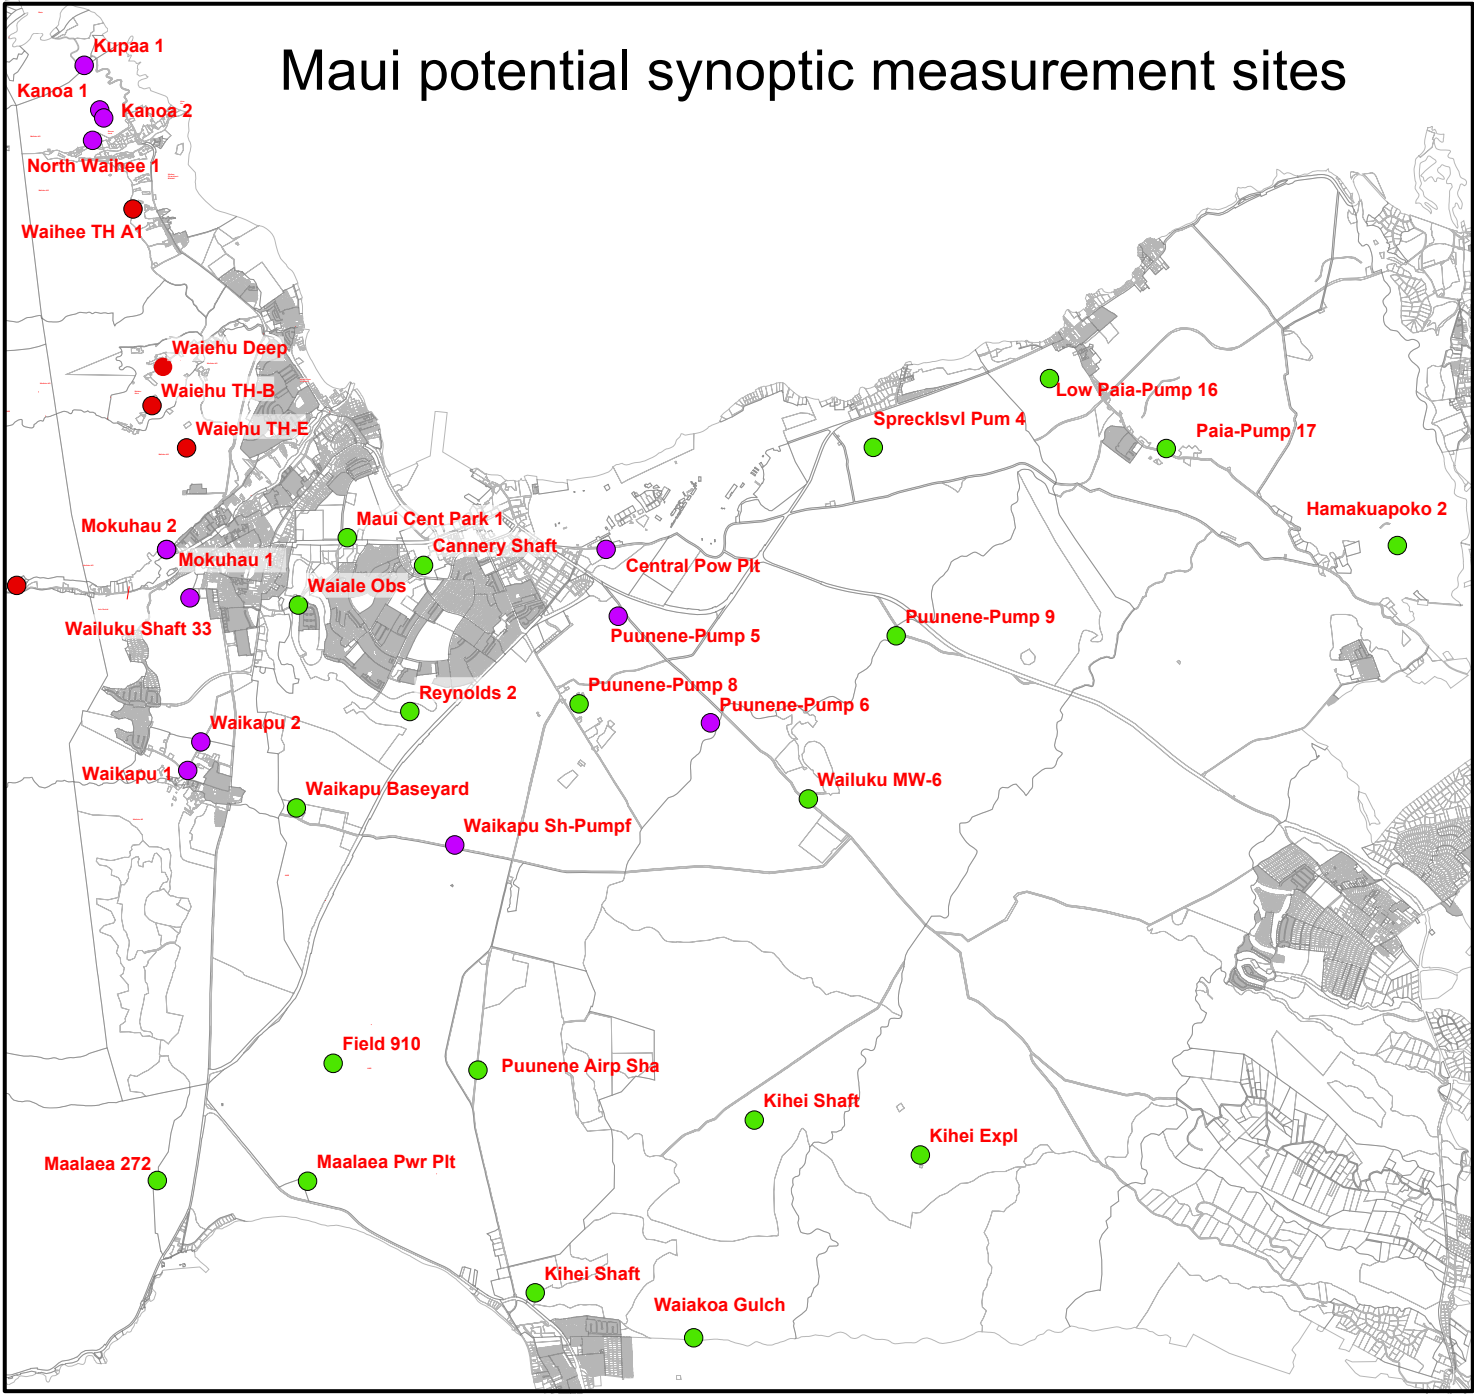 Maui potential synoptic measurement sites
Kupaa 1
Kanoa 1
Kanoa 2
North Waihee 1
Waihee TH A1
Waiehu Deep
Waiehu TH-B
Waiehu TH-E
Low Paia-Pump 16
Sprecklsvl Pum 4
Paia-Pump 17
Hamakuapoko 2
Maui Cent Park 1
Mokuhau 2
Cannery Shaft
Mokuhau 1
Central Pow Plt
Waiale Obs
Wailuku Shaft 33
Puunene-Pump 5
Puunene-Pump 9
Puunene-Pump 8
Reynolds 2
Puunene-Pump 6
Waikapu 2
Waikapu 1
Waikapu Baseyard
Wailuku MW-6
Waikapu Sh-Pumpf
Field 910
Puunene Airp Sha
Kihei Shaft
Kihei Expl
Maalaea 272
Maalaea Pwr Plt
Kihei Shaft
Waiakoa Gulch